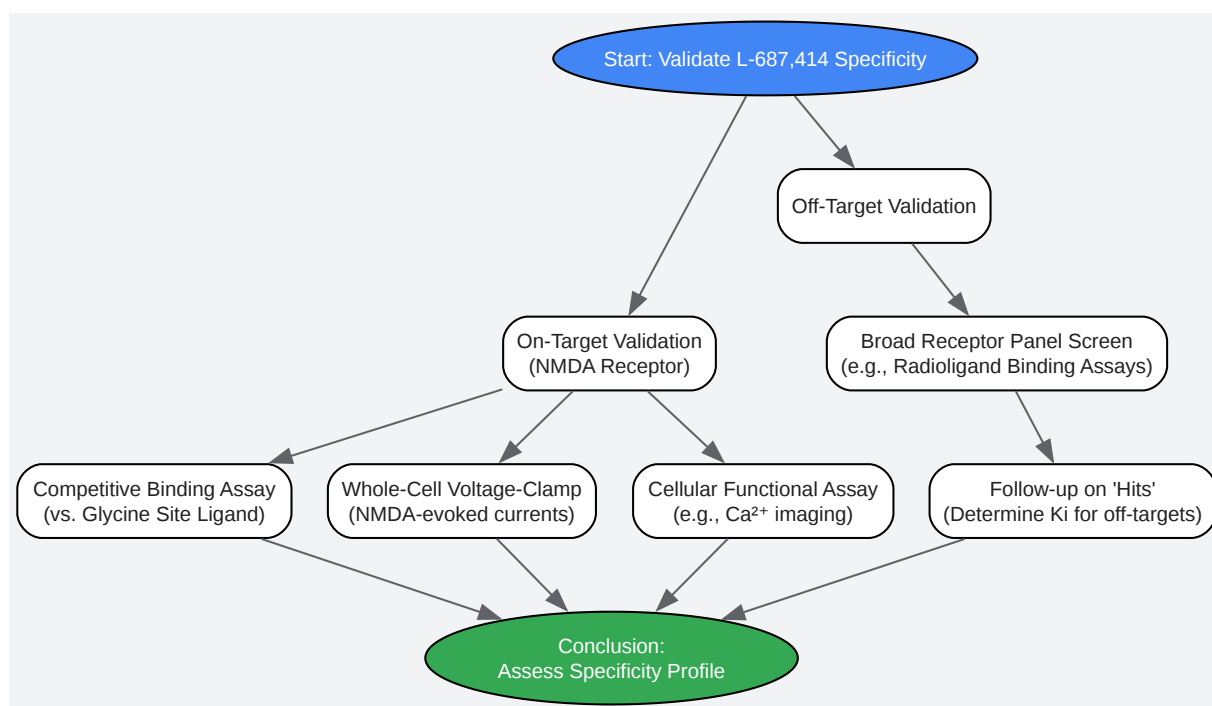 Start: Validate L-687,414 Specificity
Off-Target Validation
On-Target Validation
(NMDA Receptor)
Broad Receptor Panel Screen
(e.g., Radioligand Binding Assays)
Competitive Binding Assay
(vs. Glycine Site Ligand)
Whole-Cell Voltage-Clamp
(NMDA-evoked currents)
Cellular Functional Assay
(e.g., Ca²⁺ imaging)
Follow-up on 'Hits'
(Determine Ki for off-targets)
Conclusion:
Assess Specificity Profile